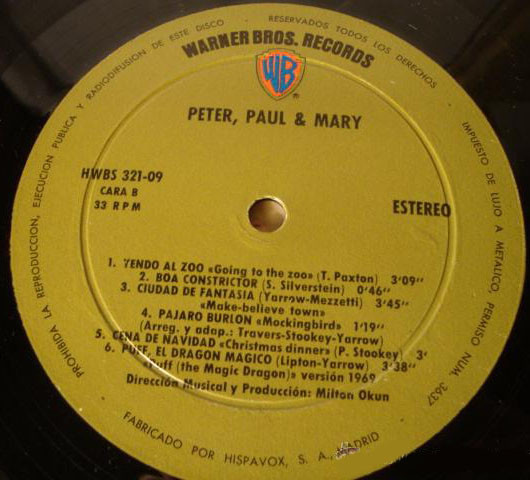 PROHIBIDA LA REPRODUCCION, EJECUCION PUBLICA Y RADIODIFUSION DE ESTE DISCO
RESERVADOS TODOS LOS DERECHOS
IMPUESTO DE LUJO A METALICO, PERMISO NUM. 3637
WARNER BROS. RECORDS
WB
®
PETER, PAUL & MARY
HWBS 321-09
CARA B
33 RPM
ESTEREO
1. YENDO AL ZOO «Going to the zoo» (T. Paxton) 3'09''
2. BOA CONSTRICTOR (S. Silverstein) 0'46''
3. CIUDAD DE FANTASIA (Yarrow-Mezzetti) 3'45''
«Make-believe town»
4. PAJARO BURLON «Mockingbird» 1'19''
(Arreg. y adap.: Travers-Stookey-Yarrow)
5. CENA DE NAVIDAD «Christmas dinner» (P. Stookey) 3'
6. PUFF, EL DRAGON MAGICO (Lipton-Yarrow) 3'38''
«Puff (the Magic Dragon)» versión 1969
Dirección Musical y Producción: Milton Okun
FABRICADO POR HISPAVOX, S. A., MADRID